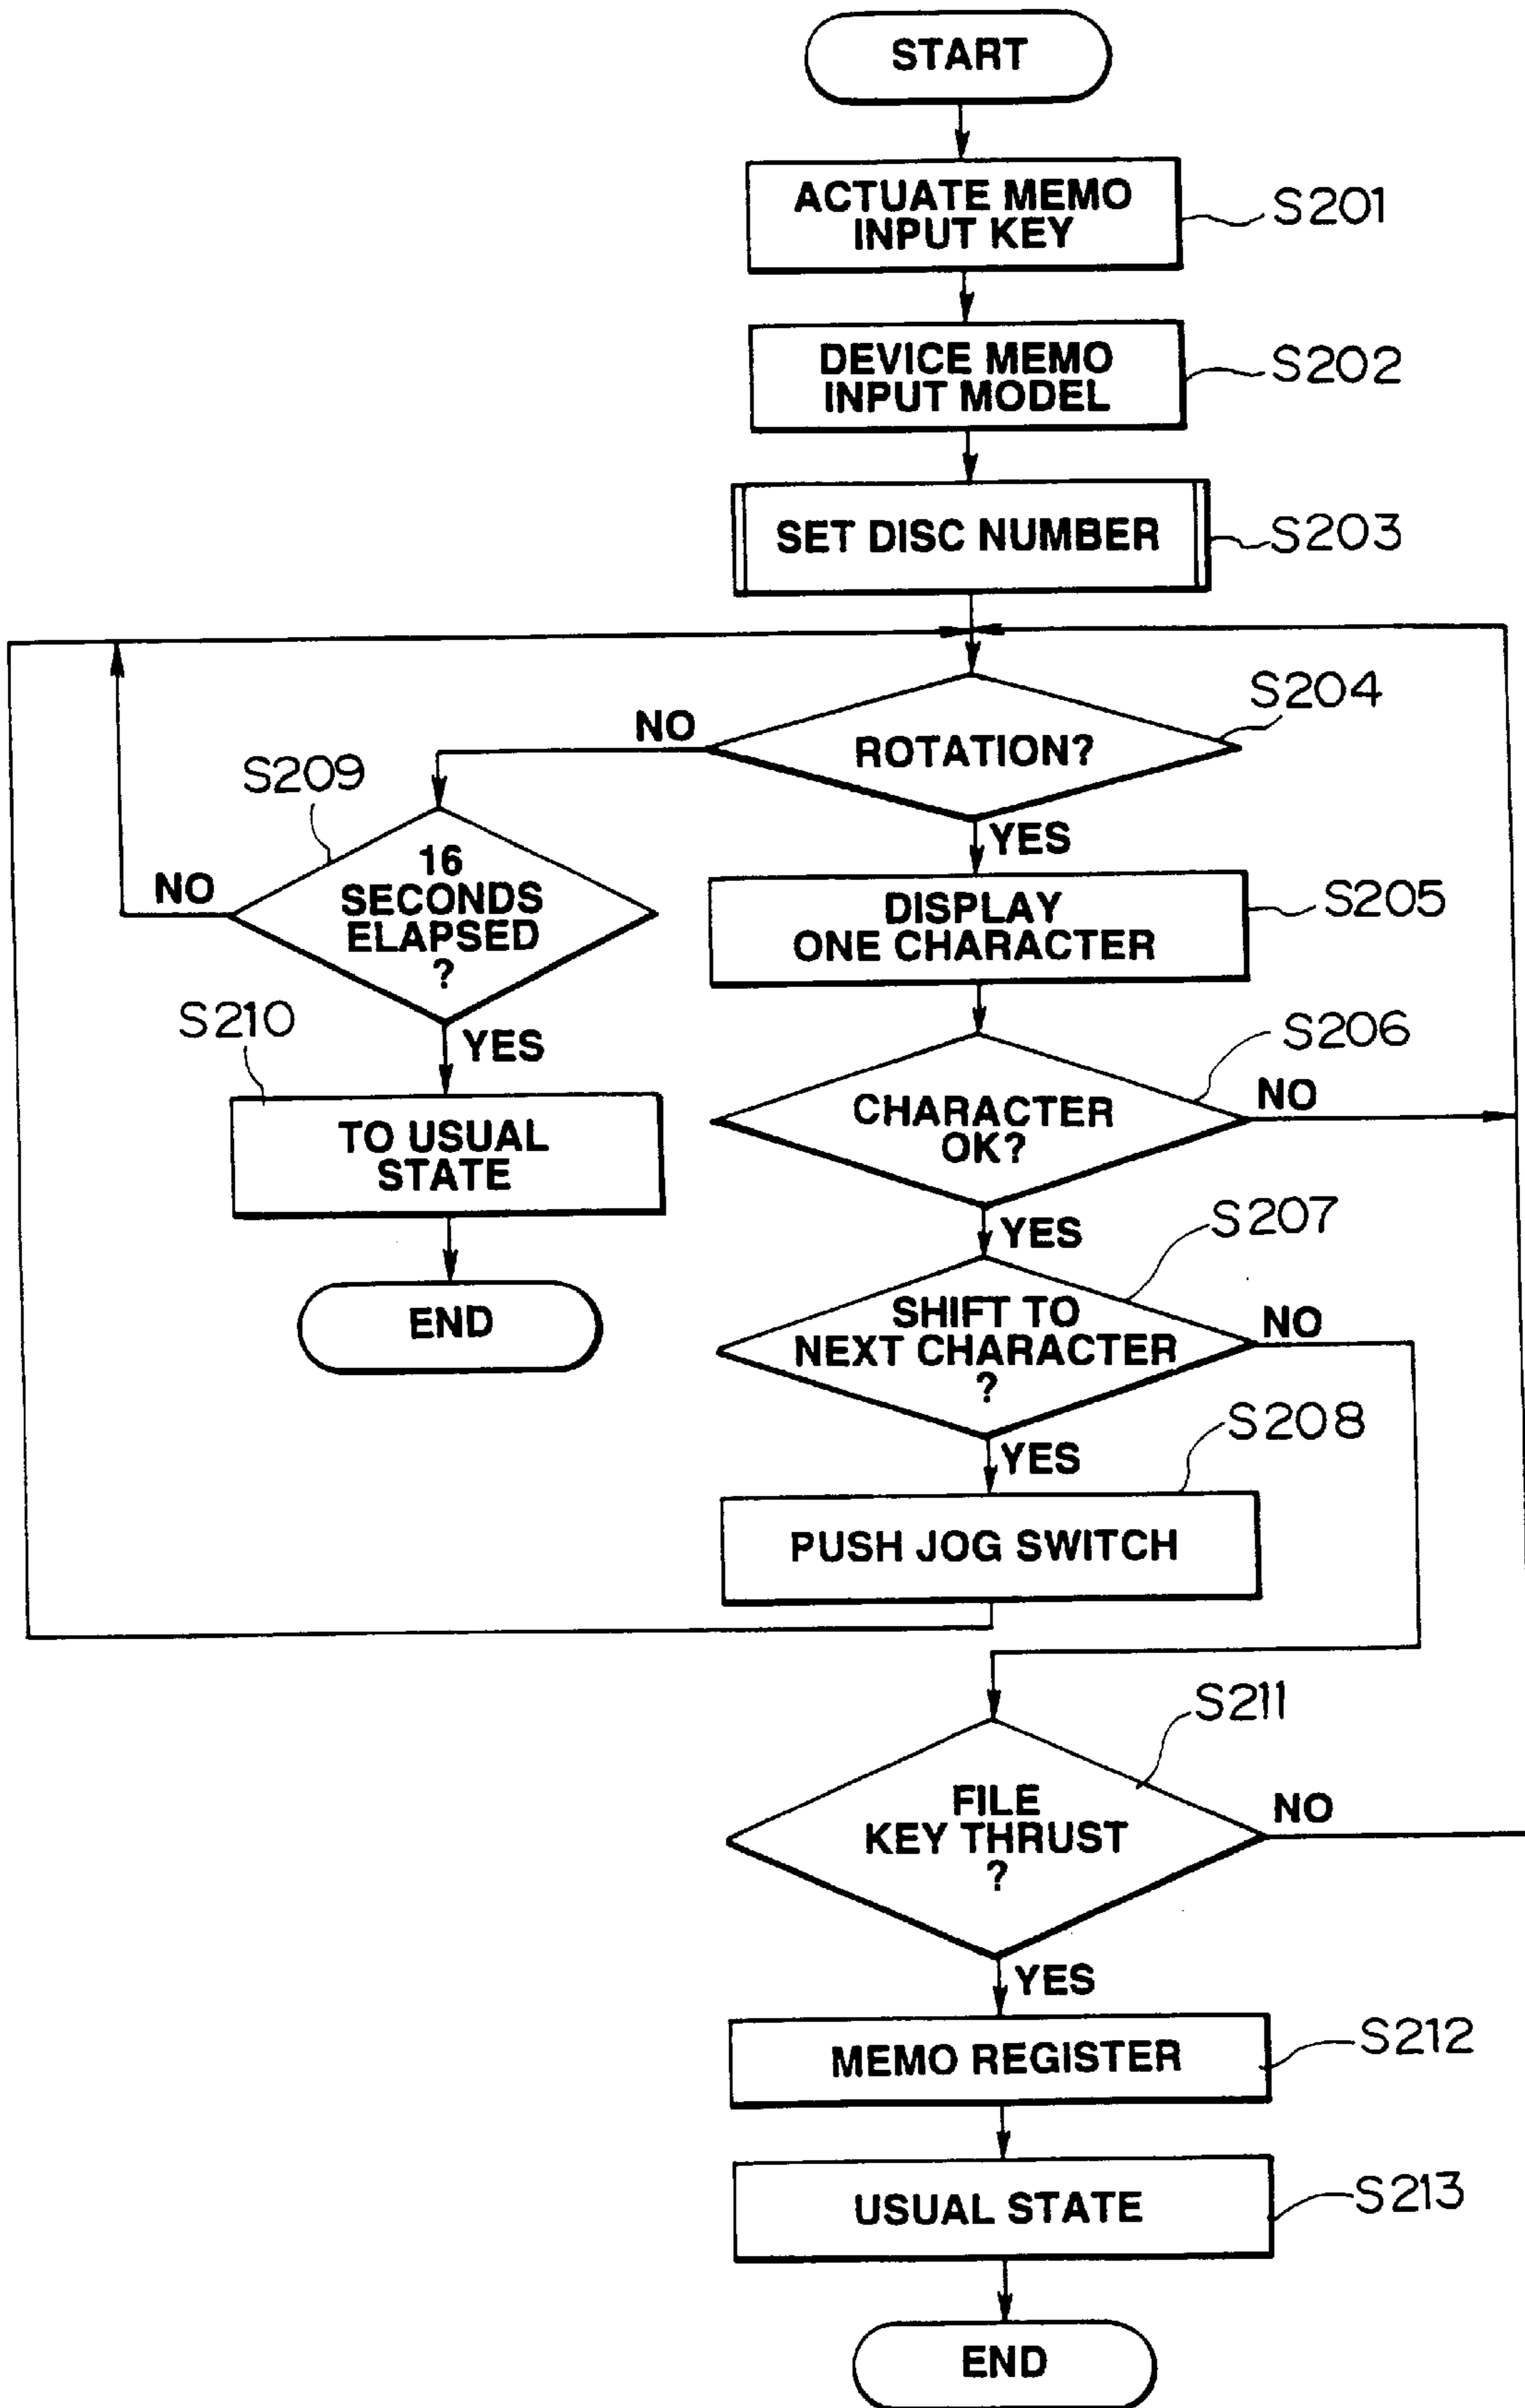 START
ACTUATE MEMO
INPUT KEY
S201
DEVICE MEMO
INPUT MODEL
S202
SET DISC NUMBER
S203
ROTATION?
S204
NO
YES
S209
16
SECONDS
ELAPSED
?
NO
YES
DISPLAY
ONE CHARACTER
S205
S210
TO USUAL
STATE
END
CHARACTER
OK?
S206
NO
YES
SHIFT TO
NEXT CHARACTER
?
S207
NO
YES
S208
PUSH JOG SWITCH
S211
FILE
KEY THRUST
?
NO
YES
MEMO REGISTER
S212
USUAL STATE
S213
END